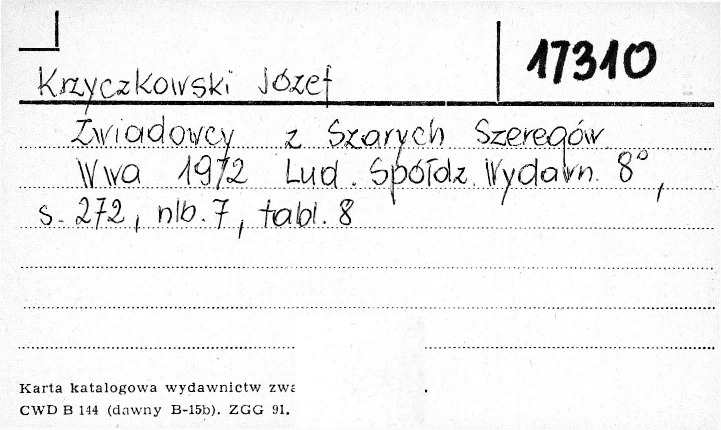 17310
Krzyczkowski Józef
Zwiadowcy z Szarych Szeregów
Wwa 1972 Lud. Spółdz. Wydawn. 8°,
s. 272, nlb. 7, tabl. 8
Karta katalogowa wydawnictw zwa
CWD B 144 (dawny B-15b). ZGG 91.